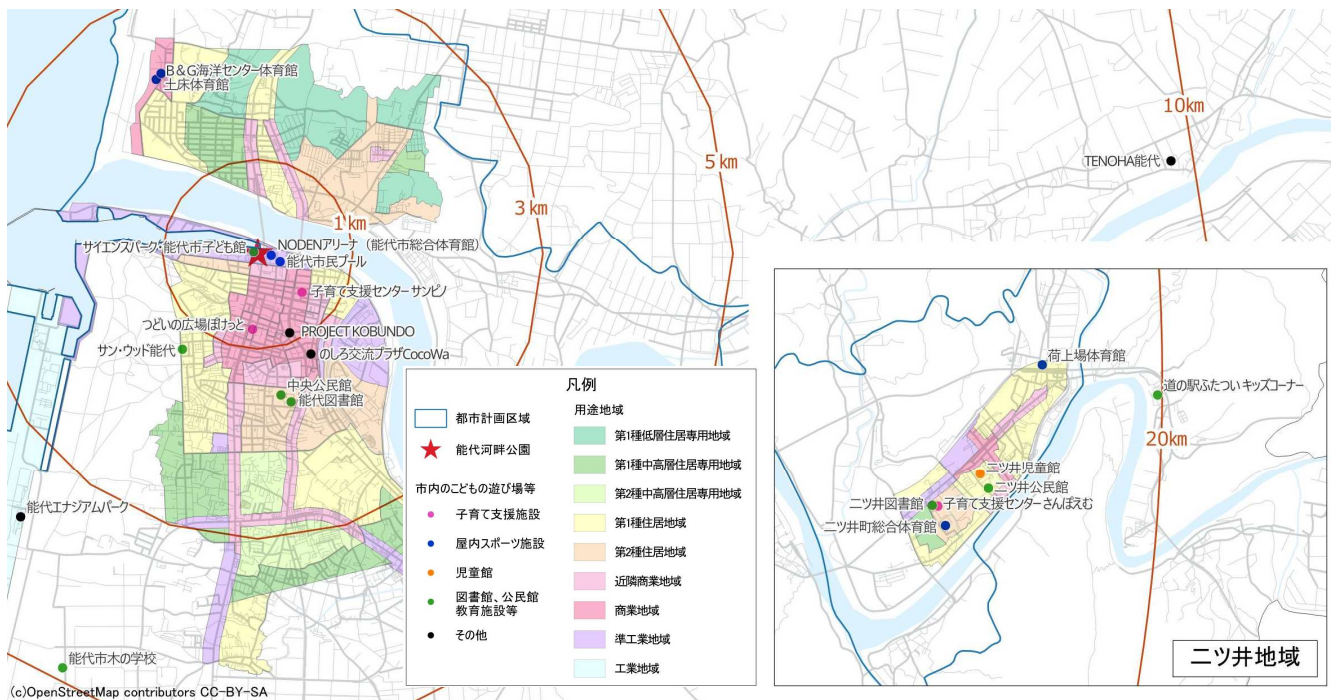 B&G海洋センター体育館
土床体育館
10km
TENOHA能代
5km
3km
1km
サイエンスパーク・能代市子ども館
NODENアリーナ（能代市総合体育館）
能代市民プール
子育て支援センター サンピノ
つどいの広場ぽけっと
PROJECT KOBUNDO
サン・ウッド能代
のしろ交流プラザCocoWa
中央公民館
能代図書館
能代エナジアムパーク
能代市木の学校
凡例
都市計画区域
能代河畔公園
市内のこどもの遊び場等
子育て支援施設
屋内スポーツ施設
児童館
図書館、公民館
教育施設等
その他
用途地域
第1種低層住居専用地域
第1種中高層住居専用地域
第2種中高層住居専用地域
第1種住居地域
第2種住居地域
近隣商業地域
商業地域
準工業地域
工業地域
荷上場体育館
道の駅ふたつい キッズコーナー
20km
二ツ井児童館
二ツ井公民館
二ツ井図書館
子育て支援センターさんぽえむ
二ツ井町総合体育館
二ツ井地域
(c)OpenStreetMap contributors CC-BY-SA